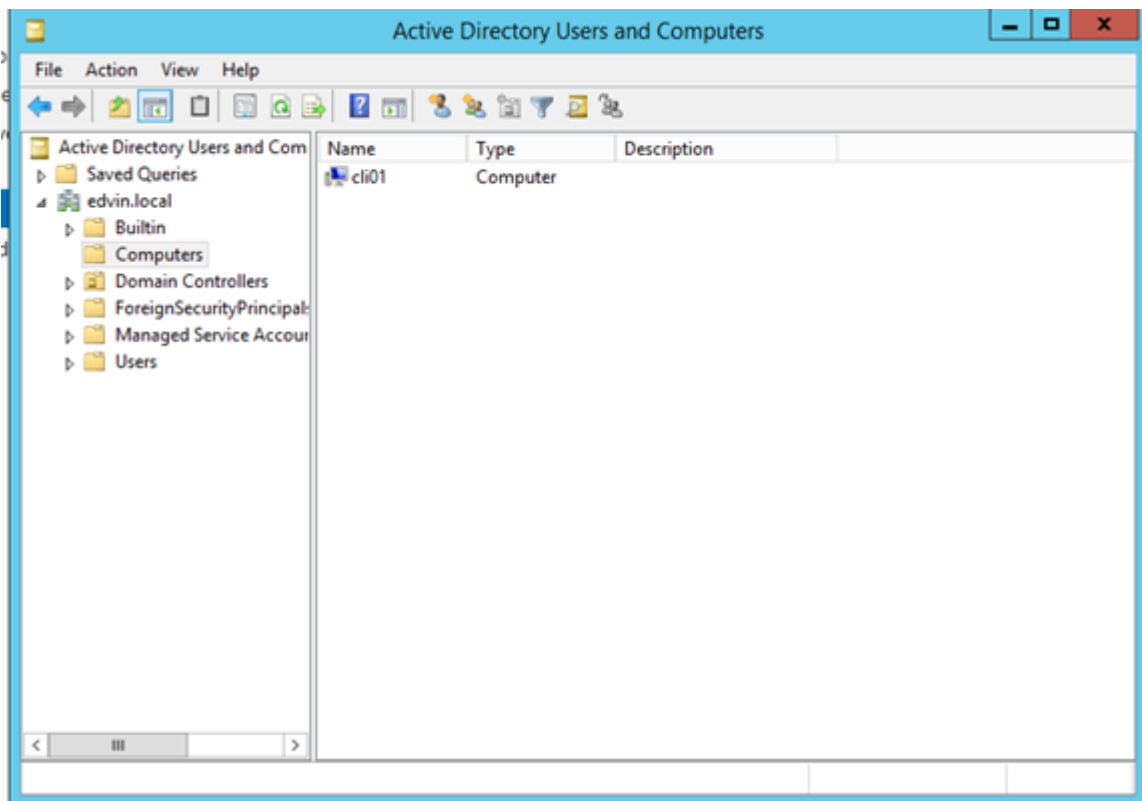 Active Directory Users and Computers
File Action View Help
Active Directory Users and Com
Name Type Description
Saved Queries
cli01 Computer
edvin.local
Builtin
Computers
Domain Controllers
ForeignSecurityPrincipals
Managed Service Accour
Users